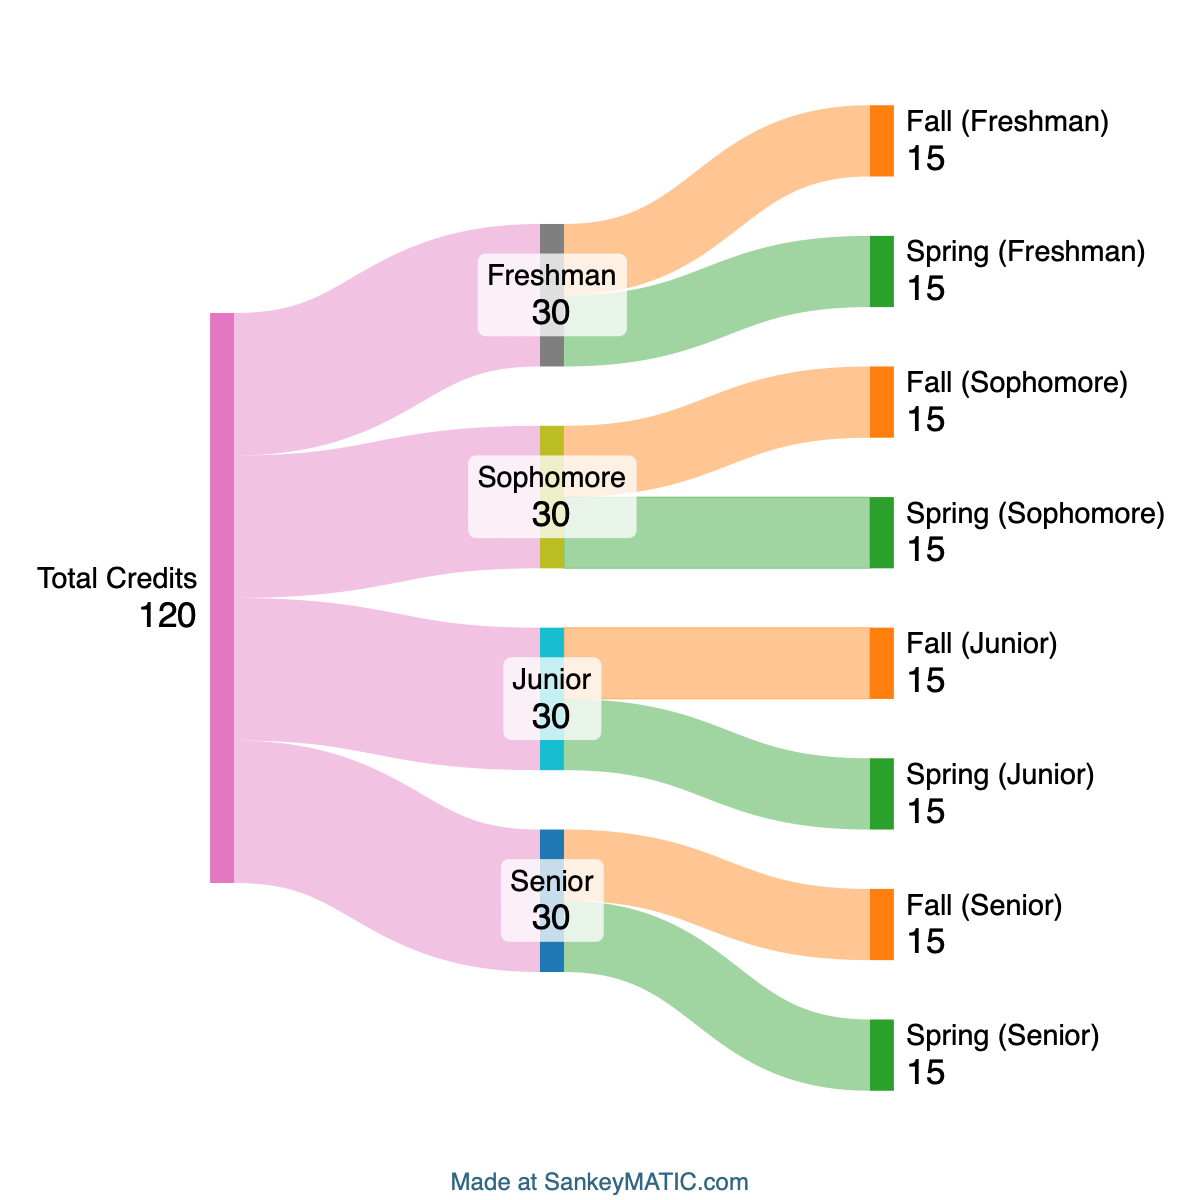 Total Credits
120
Freshman
30
Sophomore
30
Junior
30
Senior
30
Fall (Freshman)
15
Spring (Freshman)
15
Fall (Sophomore)
15
Spring (Sophomore)
15
Fall (Junior)
15
Spring (Junior)
15
Fall (Senior)
15
Spring (Senior)
15
Made at SankeyMATIC.com